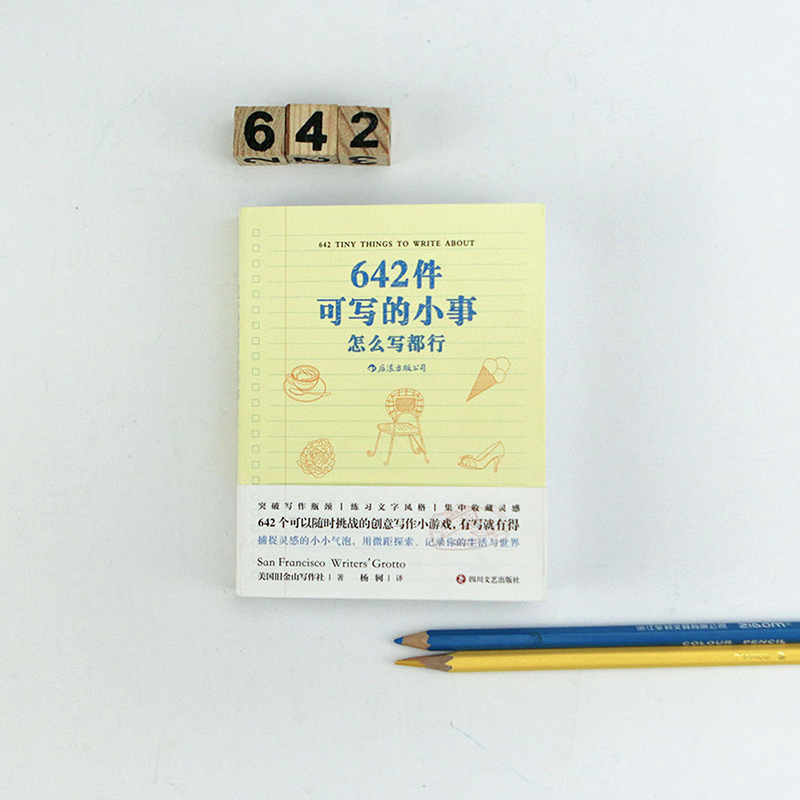 642
642 TINY THINGS TO WRITE ABOUT
642件
可写的小事
怎么写都行
后浪出版公司
突破写作瓶颈丨练习文字风格丨集中收藏灵感
642个可以随时挑战的创意写作小游戏，有写就有得
捕捉灵感的小小气泡，用微距探索、记录你的生活与世界
San Francisco Writers' Grotto
美国旧金山写作社丨著 杨轲丨译
四川文艺出版社
COLOUR PENCIL